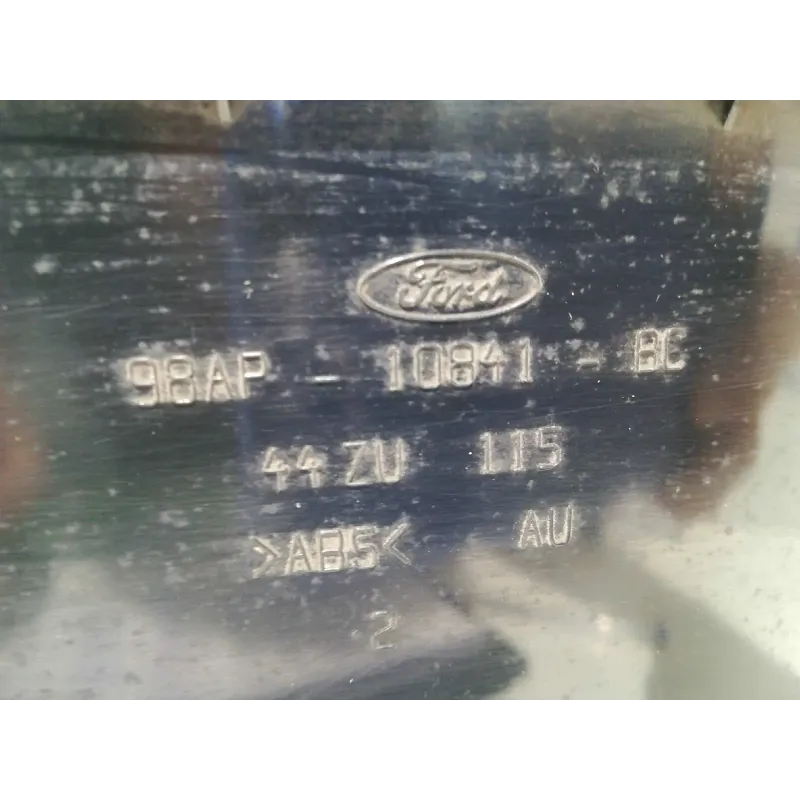 Ford
98AP - 10841 - BC
44 ZU 115
>ABS< AU
2